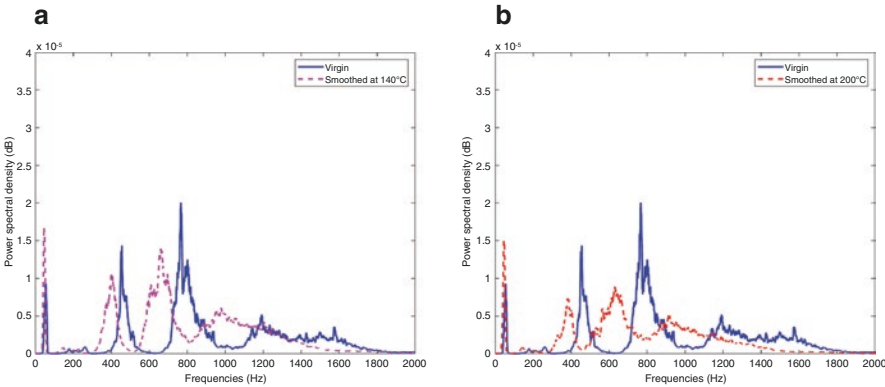 a
x 10-5
4
3.5
3
2.5
2
1.5
1
0.5
0
Power spectral density (dB)
Virgin
Smoothed at 140°C
0 200 400 600 800 1000 1200 1400 1600 1800 2000
Frequencies (Hz)
b
x 10-5
4
3.5
3
2.5
2
1.5
1
0.5
0
Power spectral density (dB)
Virgin
Smoothed at 200°C
0 200 400 600 800 1000 1200 1400 1600 1800 2000
Frequencies (Hz)